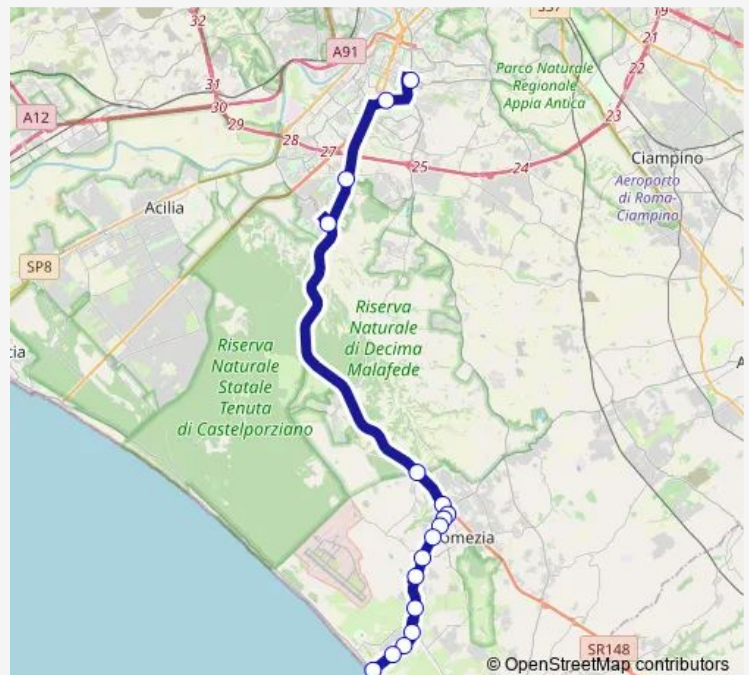 32
A91
Parco Naturale
Regionale
Appia Antica
19
21
22
31
30
A12
29
28
27
25
24
23
Ciampino
Aeroporto
di Roma-
Ciampino
Acilia
SP8
Riserva
Naturale
di Decima
Malafede
Riserva
Naturale
Statale
Tenuta
di Castelporziano
omezia
SR148
© OpenStreetMap contributors